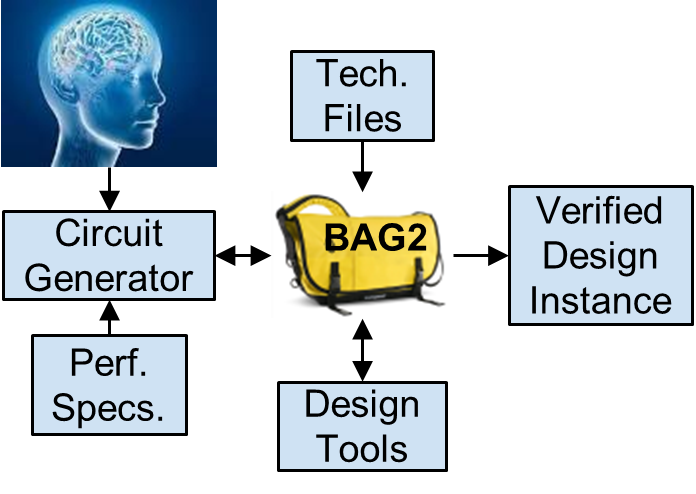 Tech.
Files
Circuit
Generator
BAG2
Verified
Design
Instance
Perf.
Specs.
Design
Tools